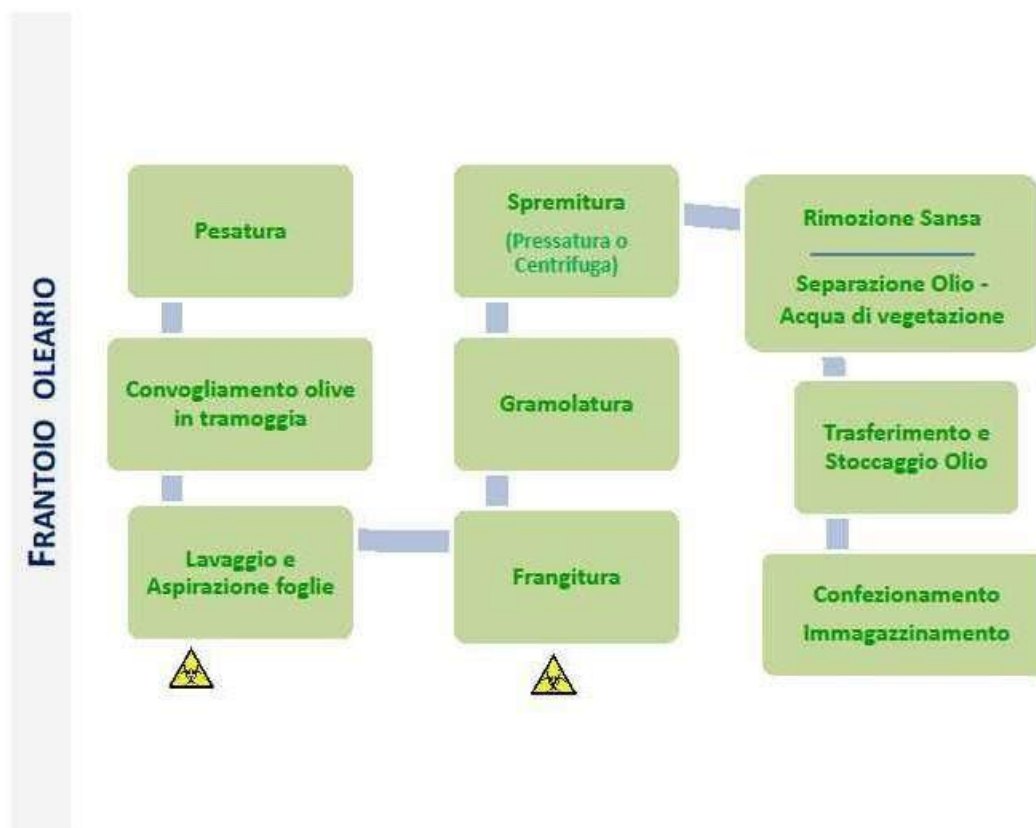 FRANTOIO OLEARIO
Pesatura
Convogliamento olive
in tramoggia
Lavaggio e
Aspirazione foglie
Frangitura
Gramolatura
Spremitura
(Pressatura o
Centrifuga)
Rimozione Sansa
Separazione Olio -
Acqua di vegetazione
Trasferimento e
Stoccaggio Olio
Confezionamento
Immagazzinamento